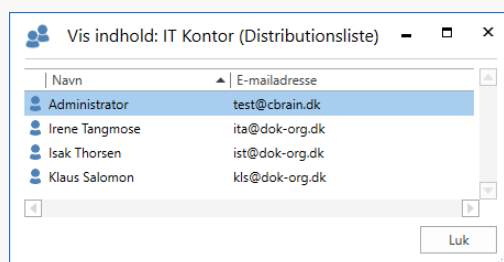 Vis indhold: IT Kontor (Distributionsliste)
Navn E-mailadresse
Administrator test@cbrain.dk
Irene Tangmose ita@dok-org.dk
Isak Thorsen ist@dok-org.dk
Klaus Salomon kls@dok-org.dk
Luk